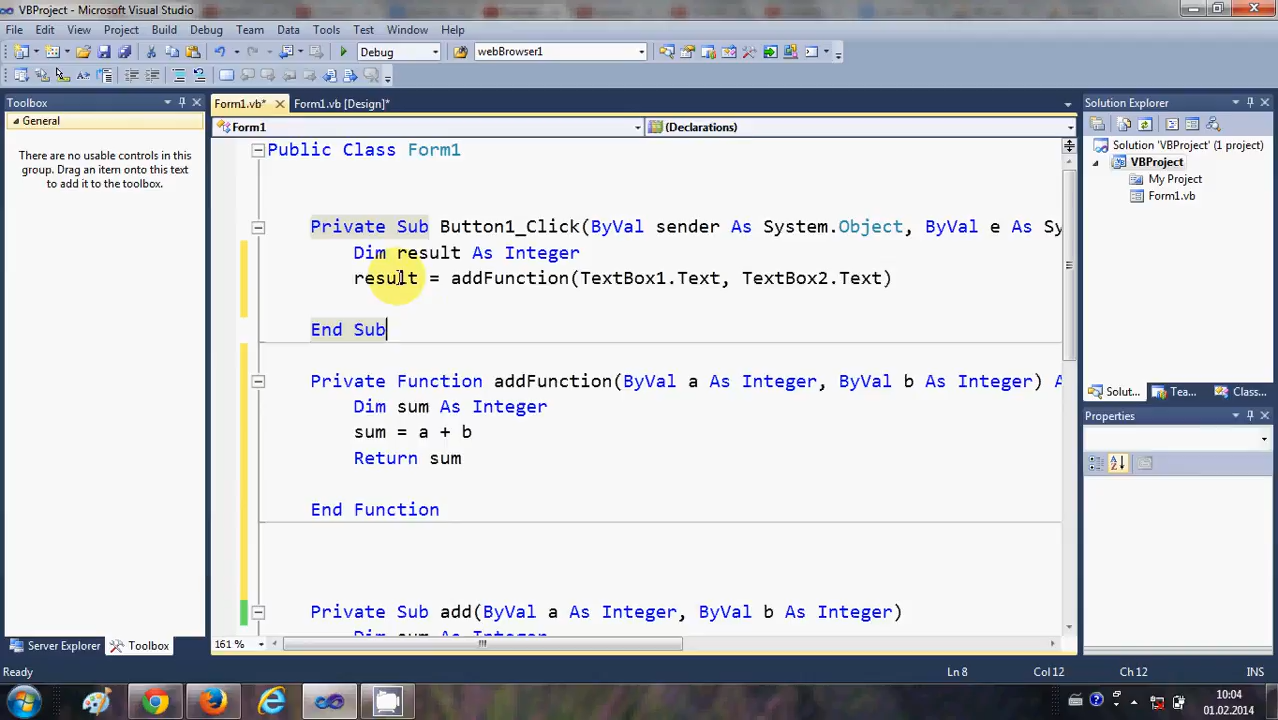 VBProject - Microsoft Visual Studio
File Edit View Project Build Debug Team Data Tools Test Window Help
Debug webBrowser1
Toolbox
General
There are no usable controls in this
group. Drag an item onto this text
to add it to the toolbox.
Server Explorer Toolbox
Form1.vb* Form1.vb [Design]*
Form1 (Declarations)
Public Class Form1
Private Sub Button1_Click(ByVal sender As System.Object, ByVal e As Sy
Dim result As Integer
result = addFunction(TextBox1.Text, TextBox2.Text)
End Sub
Private Function addFunction(ByVal a As Integer, ByVal b As Integer) A
Dim sum As Integer
sum = a + b
Return sum
End Function
Private Sub add(ByVal a As Integer, ByVal b As Integer)
Dim sum As Integer
161 %
Solution Explorer
Solution 'VBProject' (1 project)
VBProject
My Project
Form1.vb
Solut... Tea... Class...
Properties
Ready Ln 8 Col 12 Ch 12 INS
10:04
01.02.2014